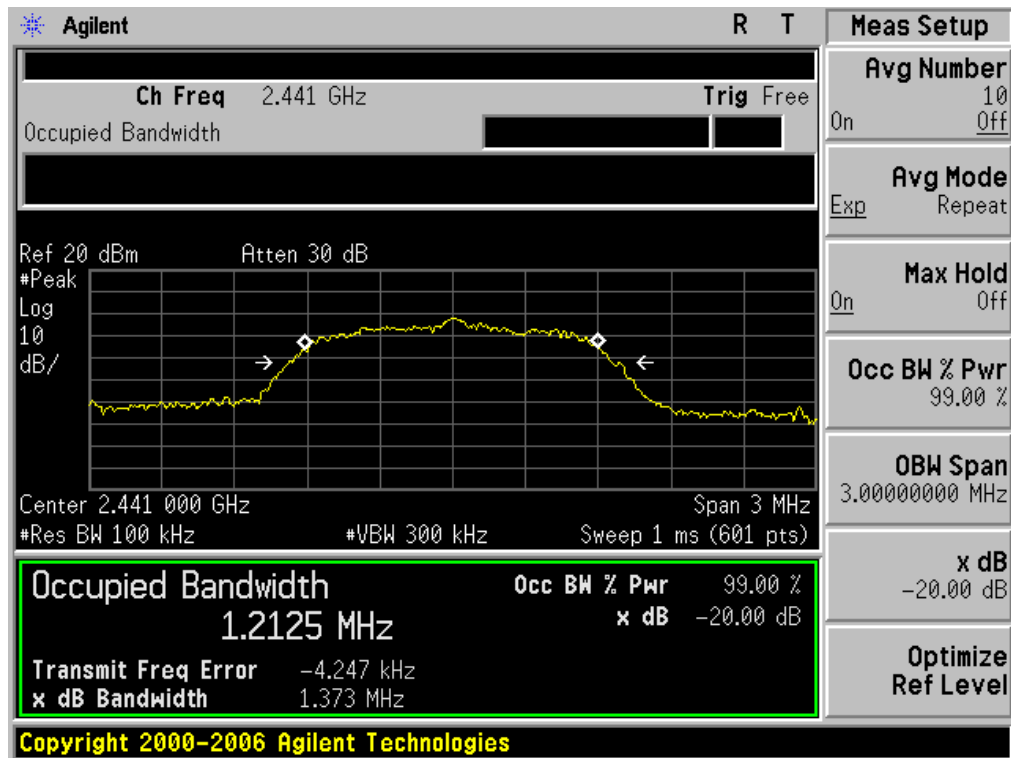 Agilent R T
Ch Freq 2.441 GHz Trig Free
Occupied Bandwidth
Ref 20 dBm Atten 30 dB
#Peak
Log
10
dB/
Center 2.441 000 GHz Span 3 MHz
#Res BW 100 kHz #VBW 300 kHz Sweep 1 ms (601 pts)
Occupied Bandwidth
1.2125 MHz
Occ BW % Pwr 99.00 %
x dB -20.00 dB
Transmit Freq Error -4.247 kHz
x dB Bandwidth 1.373 MHz
Copyright 2000-2006 Agilent Technologies
Meas Setup
Avg Number
10
On Off
Avg Mode
Exp Repeat
Max Hold
On Off
Occ BW % Pwr
99.00 %
OBW Span
3.00000000 MHz
x dB
-20.00 dB
Optimize
Ref Level